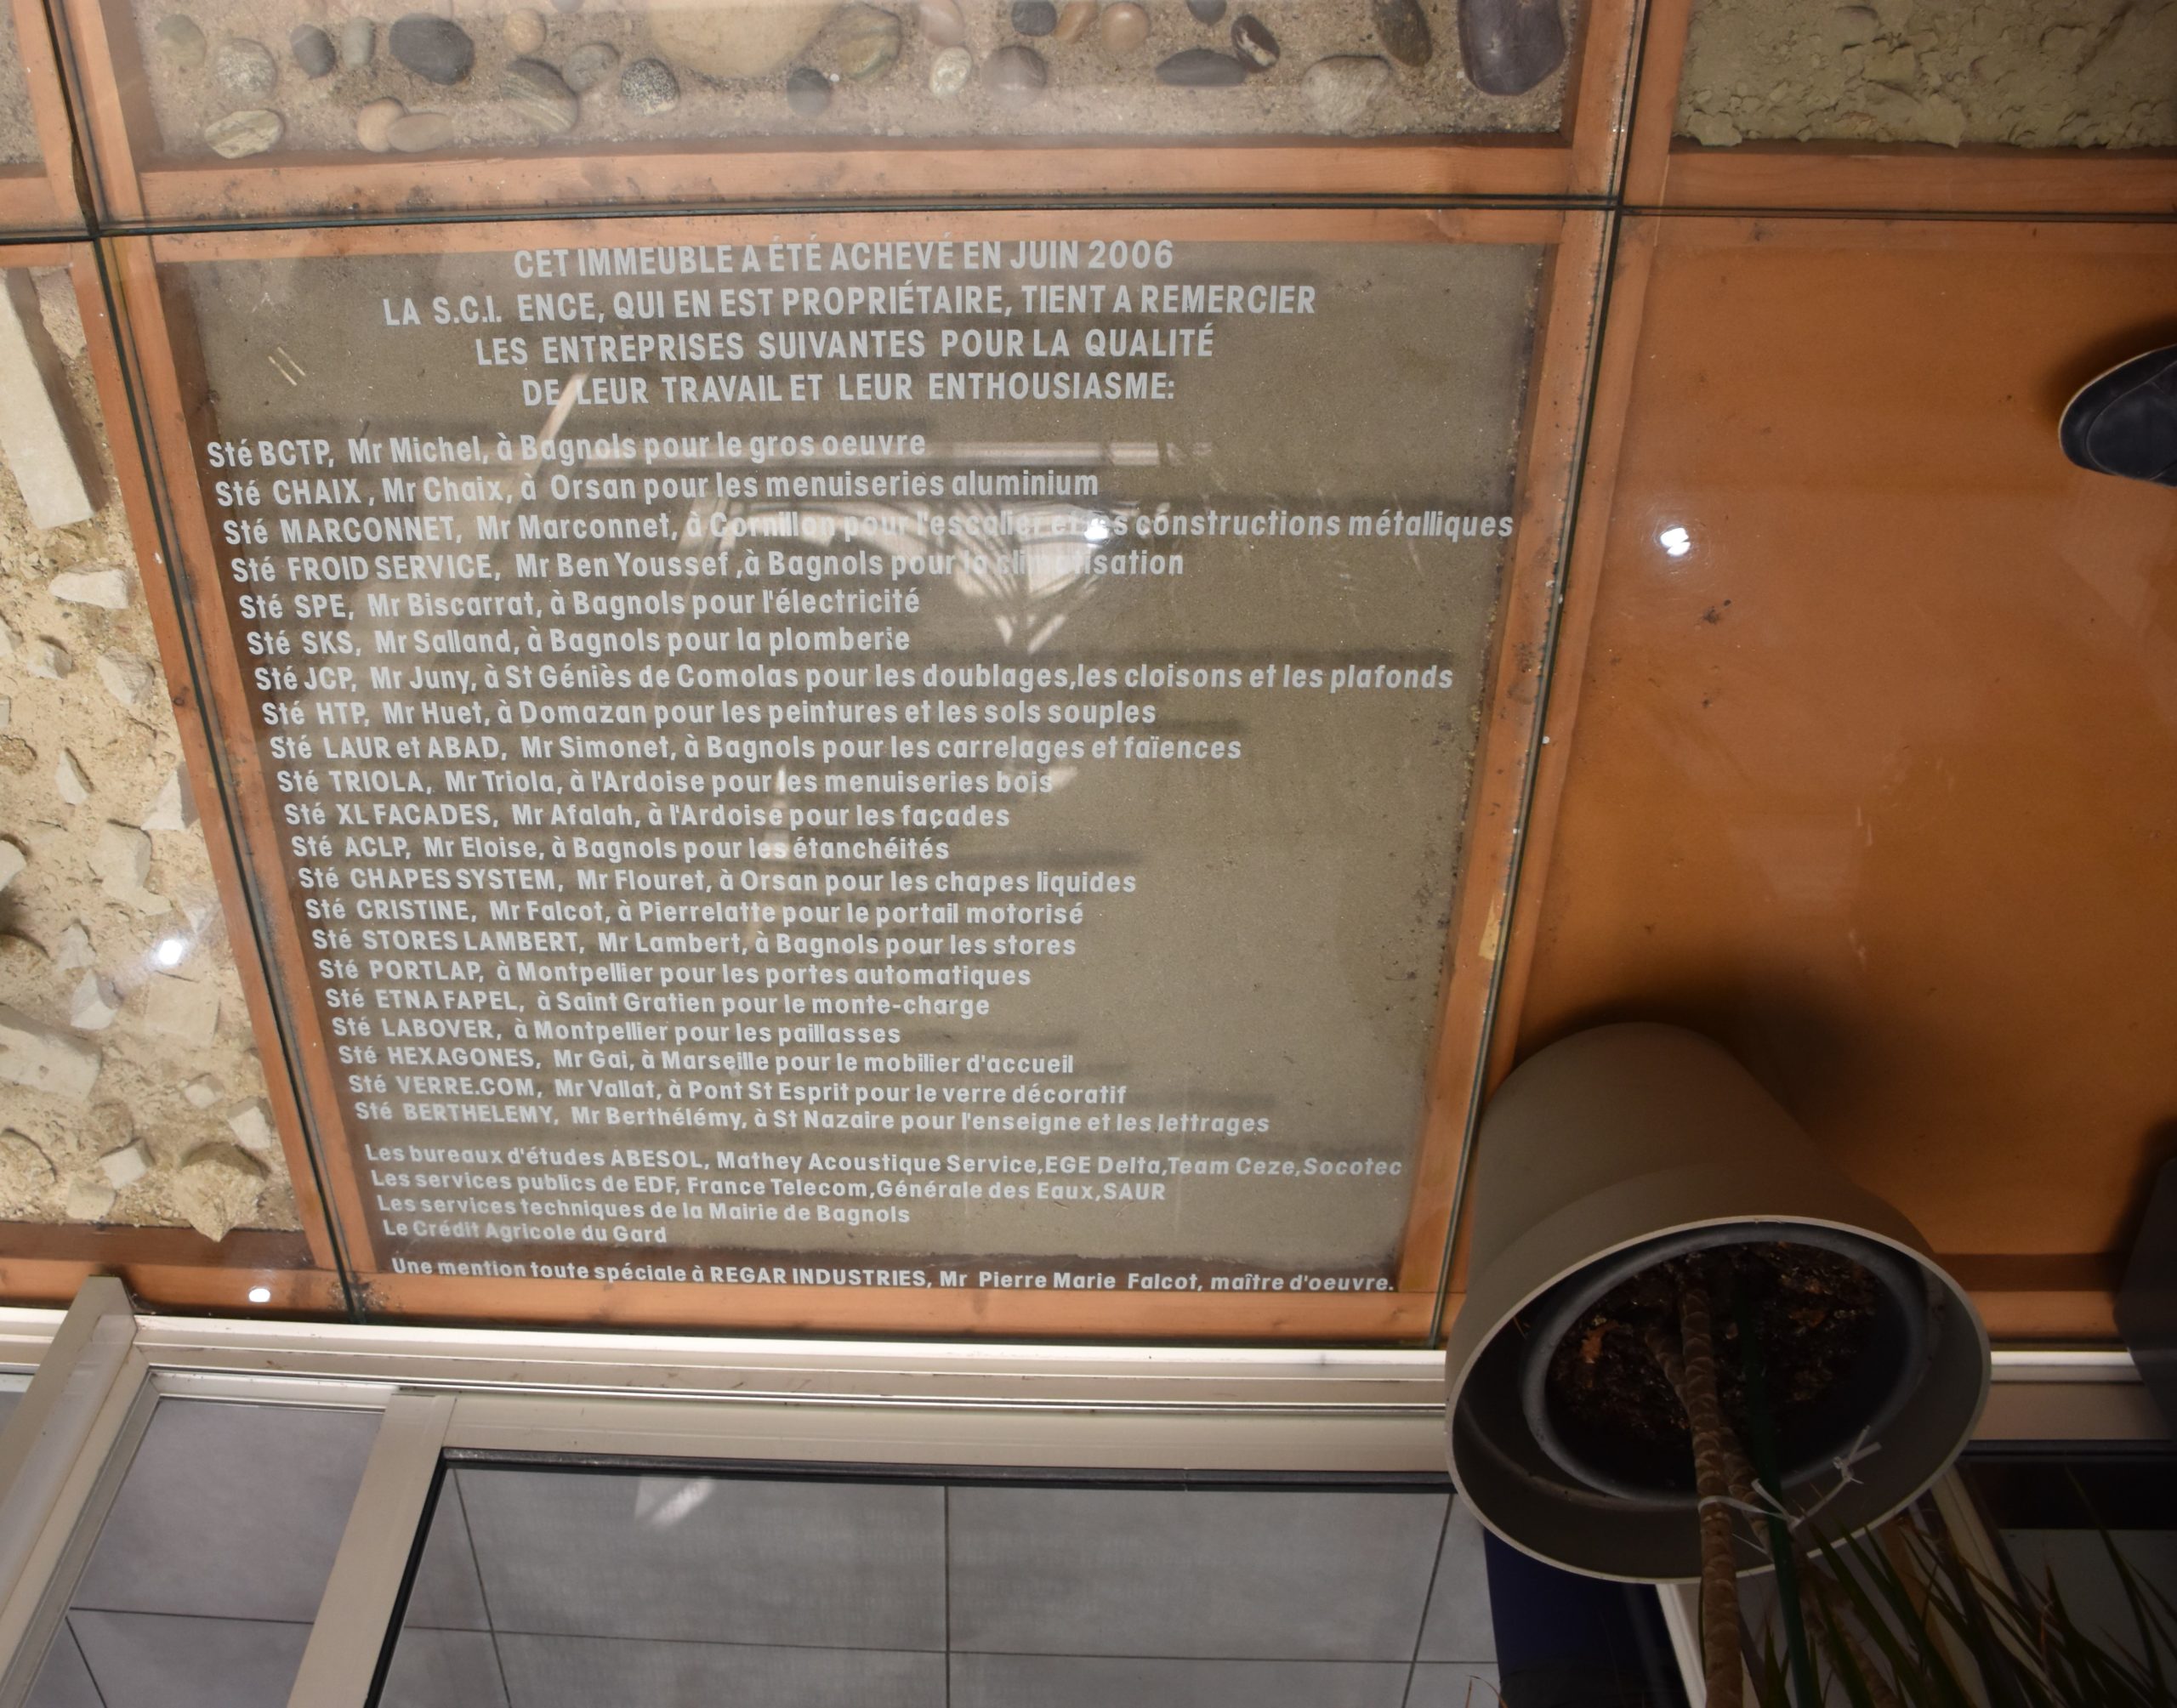 CET IMMEUBLE A ÉTÉ ACHEVÉ EN JUIN 2006
LA S.C.I. ENCE, QUI EN EST PROPRIÉTAIRE, TIENT A REMERCIER
LES ENTREPRISES SUIVANTES POUR LA QUALITÉ
DE LEUR TRAVAIL ET LEUR ENTHOUSIASME:
Sté BCTP, Mr Michel, à Bagnols pour le gros oeuvre
Sté CHAIX, Mr Chaix, à Orsan pour les menuiseries aluminium
Sté MARCONNET, Mr Marconnet, à Cornillon pour l'escalier et les constructions métalliques
Sté FROID SERVICE, Mr Ben Youssef, à Bagnols pour la climatisation
Sté SPE, Mr Biscarrat, à Bagnols pour l'électricité
Sté SKS, Mr Salland, à Bagnols pour la plomberie
Sté JCP, Mr Juny, à St Géniès de Comolas pour les doublages,les cloisons et les plafonds
Sté HTP, Mr Huet, à Domazan pour les peintures et les sols souples
Sté LAUR et ABAD, Mr Simonet, à Bagnols pour les carrelages et faïences
Sté TRIOLA, Mr Triola, à l'Ardoise pour les menuiseries bois
Sté XL FACADES, Mr Afalah, à l'Ardoise pour les façades
Sté ACLP, Mr Eloise, à Bagnols pour les étanchéités
Sté CHAPES SYSTEM, Mr Flouret, à Orsan pour les chapes liquides
Sté CRISTINE, Mr Falcot, à Pierrelatte pour le portail motorisé
Sté STORES LAMBERT, Mr Lambert, à Bagnols pour les stores
Sté PORTLAP, à Montpellier pour les portes automatiques
Sté ETNA FAPEL, à Saint Gratien pour le monte-charge
Sté LABOVER, à Montpellier pour les paillasses
Sté HEXAGONES, Mr Gai, à Marseille pour le mobilier d'accueil
Sté VERRE.COM, Mr Vallat, à Pont St Esprit pour le verre décoratif
Sté BERTHELEMY, Mr Berthélémy, à St Nazaire pour l'enseigne et les lettrages
Les bureaux d'études ABESOL, Mathey Acoustique Service,EGE Delta,Team Ceze,Socotec
Les services publics de EDF, France Telecom,Générale des Eaux,SAUR
Les services techniques de la Mairie de Bagnols
Le Crédit Agricole du Gard
Une mention toute spéciale à REGAR INDUSTRIES, Mr Pierre Marie Falcot, maître d'oeuvre.